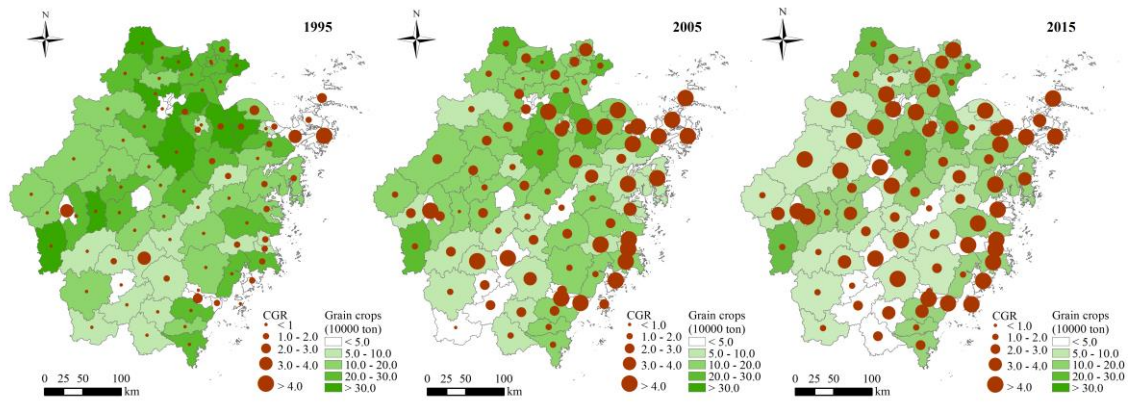 N
1995
CGR
Grain crops
(10000 ton)
< 1
1.0 - 2.0
2.0 - 3.0
3.0 - 4.0
> 4.0
< 5.0
5.0 - 10.0
10.0 - 20.0
20.0 - 30.0
> 30.0
0 25 50 100
km
N
2005
CGR
Grain crops
(10000 ton)
< 1
1.0 - 2.0
2.0 - 3.0
3.0 - 4.0
> 4.0
< 5.0
5.0 - 10.0
10.0 - 20.0
20.0 - 30.0
> 30.0
0 25 50 100
km
N
2015
CGR
Grain crops
(10000 ton)
< 1
1.0 - 2.0
2.0 - 3.0
3.0 - 4.0
> 4.0
< 5.0
5.0 - 10.0
10.0 - 20.0
20.0 - 30.0
> 30.0
0 25 50 100
km